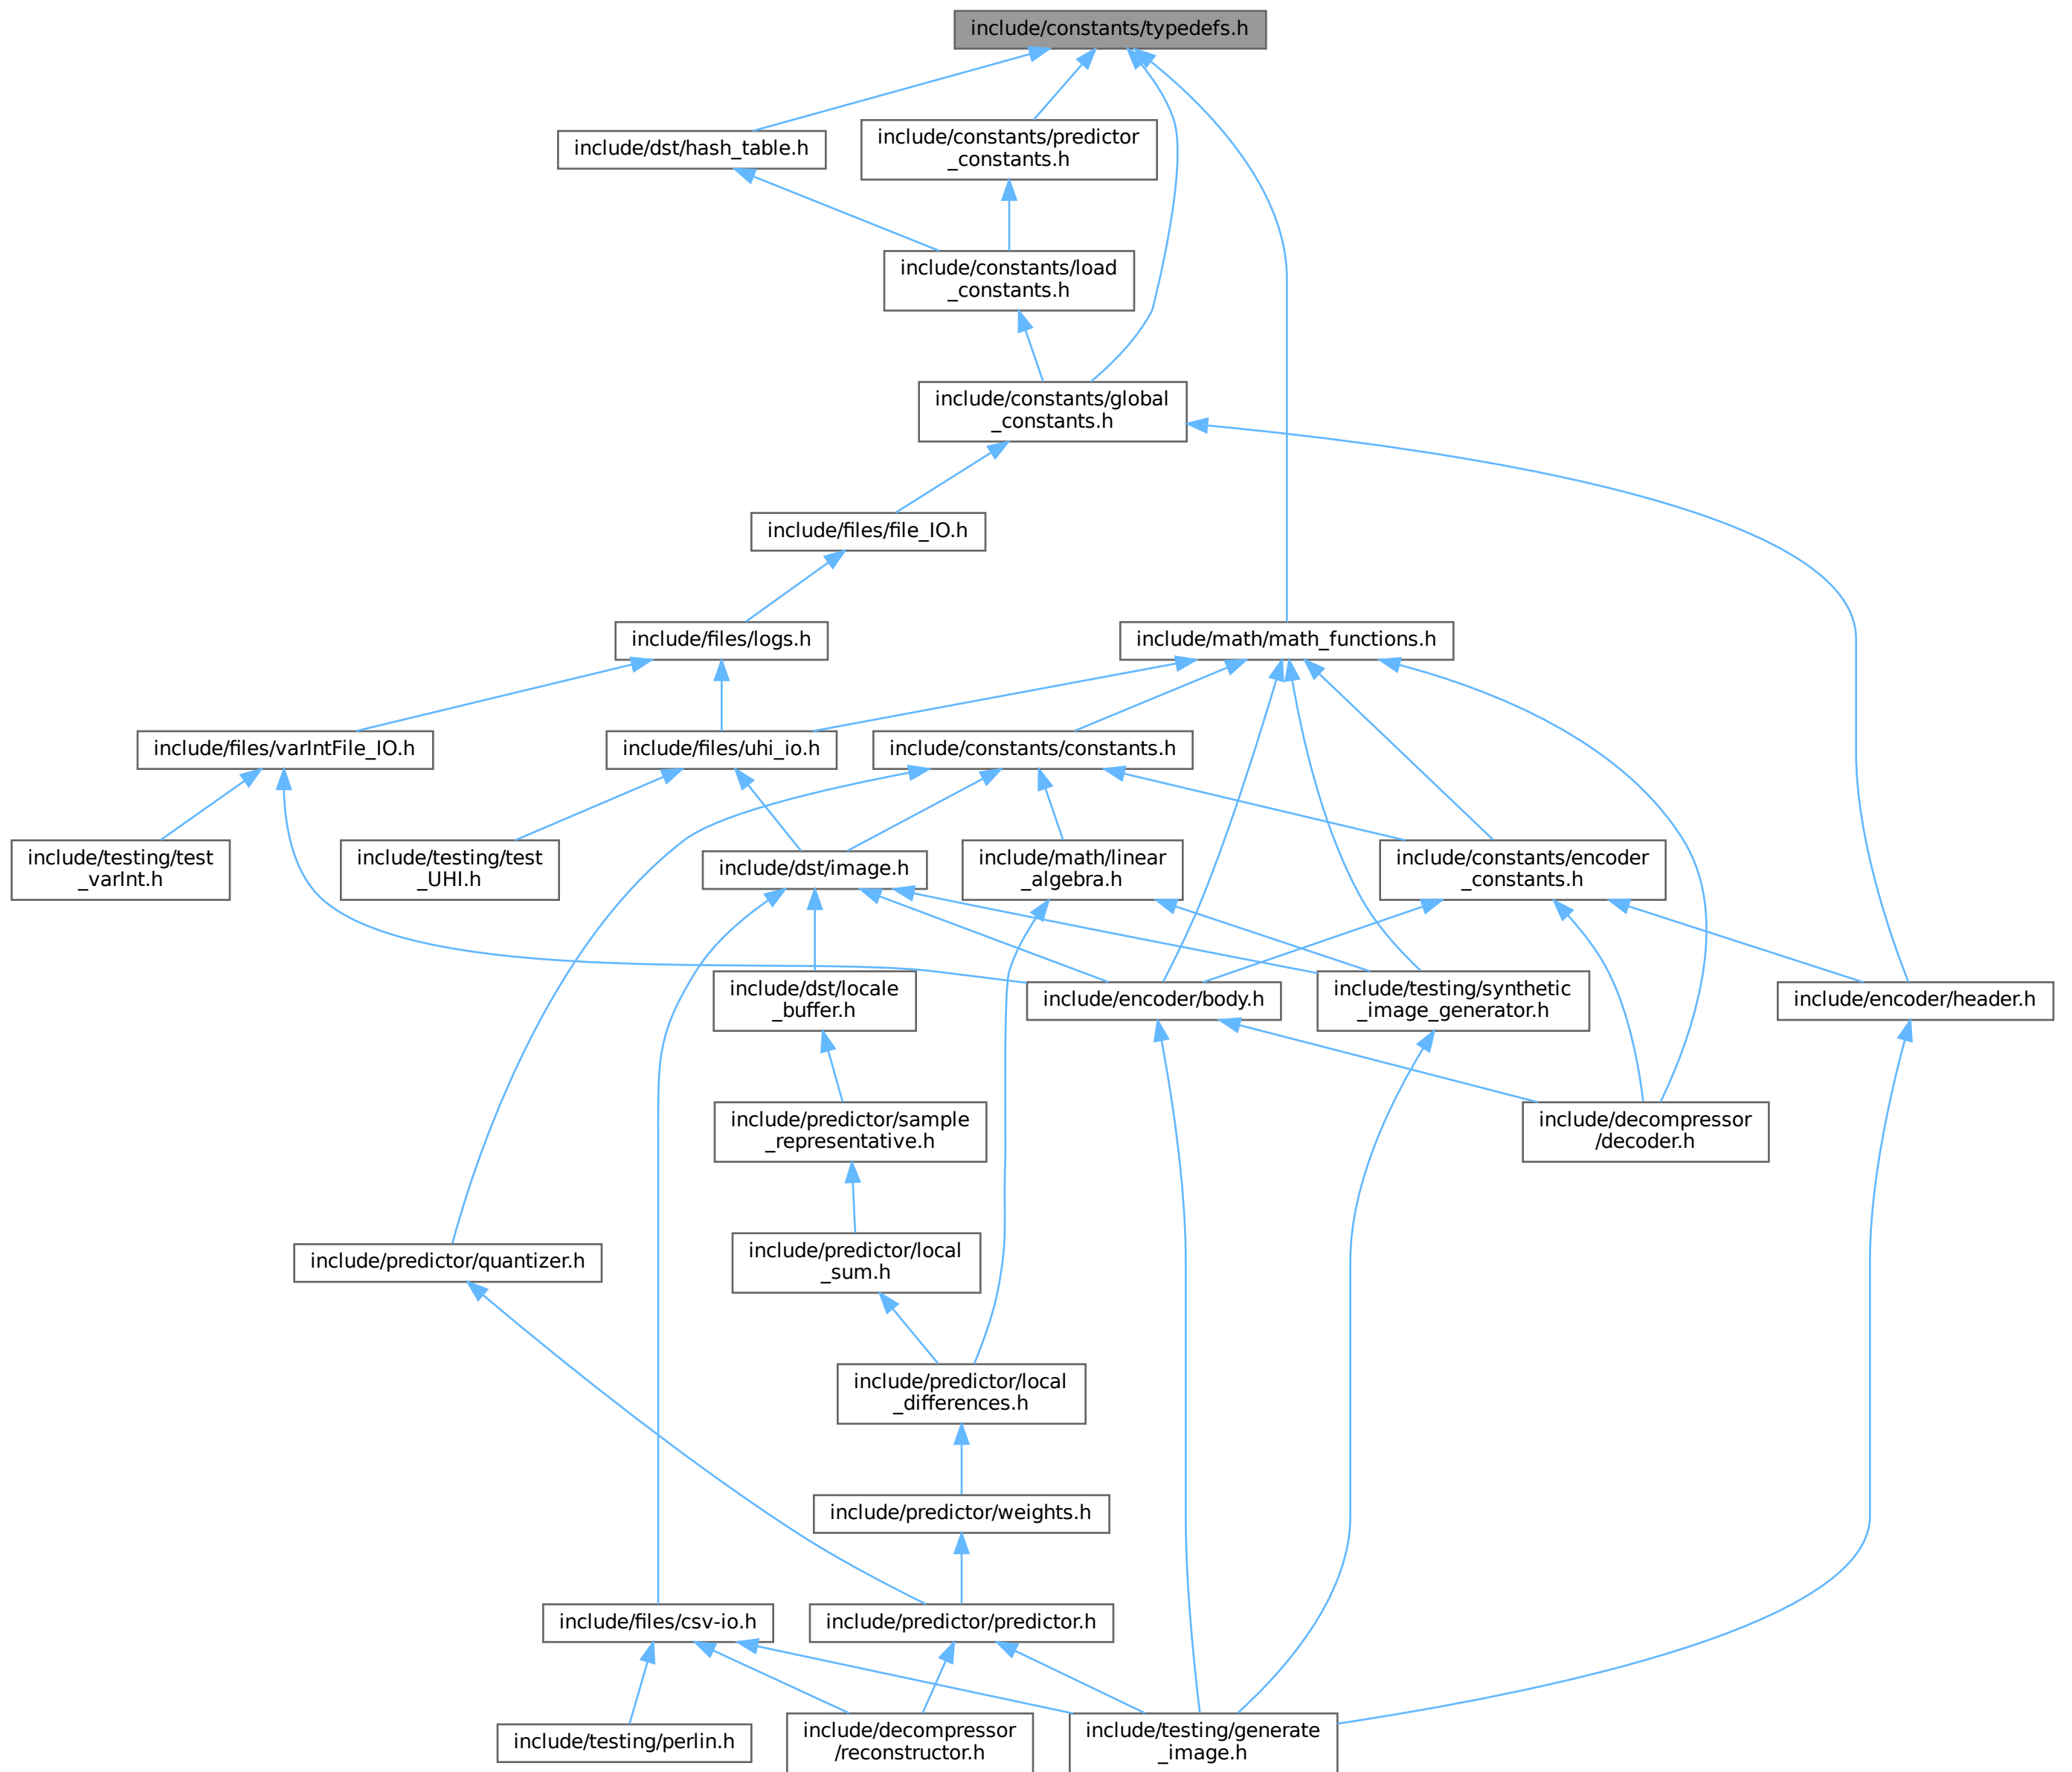 include/constants/typedefs.h
include/dst/hash_table.h
include/constants/predictor
_constants.h
include/constants/load
_constants.h
include/constants/global
_constants.h
include/files/file_IO.h
include/files/logs.h
include/math/math_functions.h
include/files/varIntFile_IO.h
include/files/uhi_io.h
include/constants/constants.h
include/testing/test
_varInt.h
include/testing/test
_UHI.h
include/dst/image.h
include/math/linear
_algebra.h
include/constants/encoder
_constants.h
include/dst/locale
_buffer.h
include/encoder/body.h
include/testing/synthetic
_image_generator.h
include/encoder/header.h
include/predictor/sample
_representative.h
include/decompressor
/decoder.h
include/predictor/quantizer.h
include/predictor/local
_sum.h
include/predictor/local
_differences.h
include/predictor/weights.h
include/files/csv-io.h
include/predictor/predictor.h
include/testing/perlin.h
include/decompressor
/reconstructor.h
include/testing/generate
_image.h